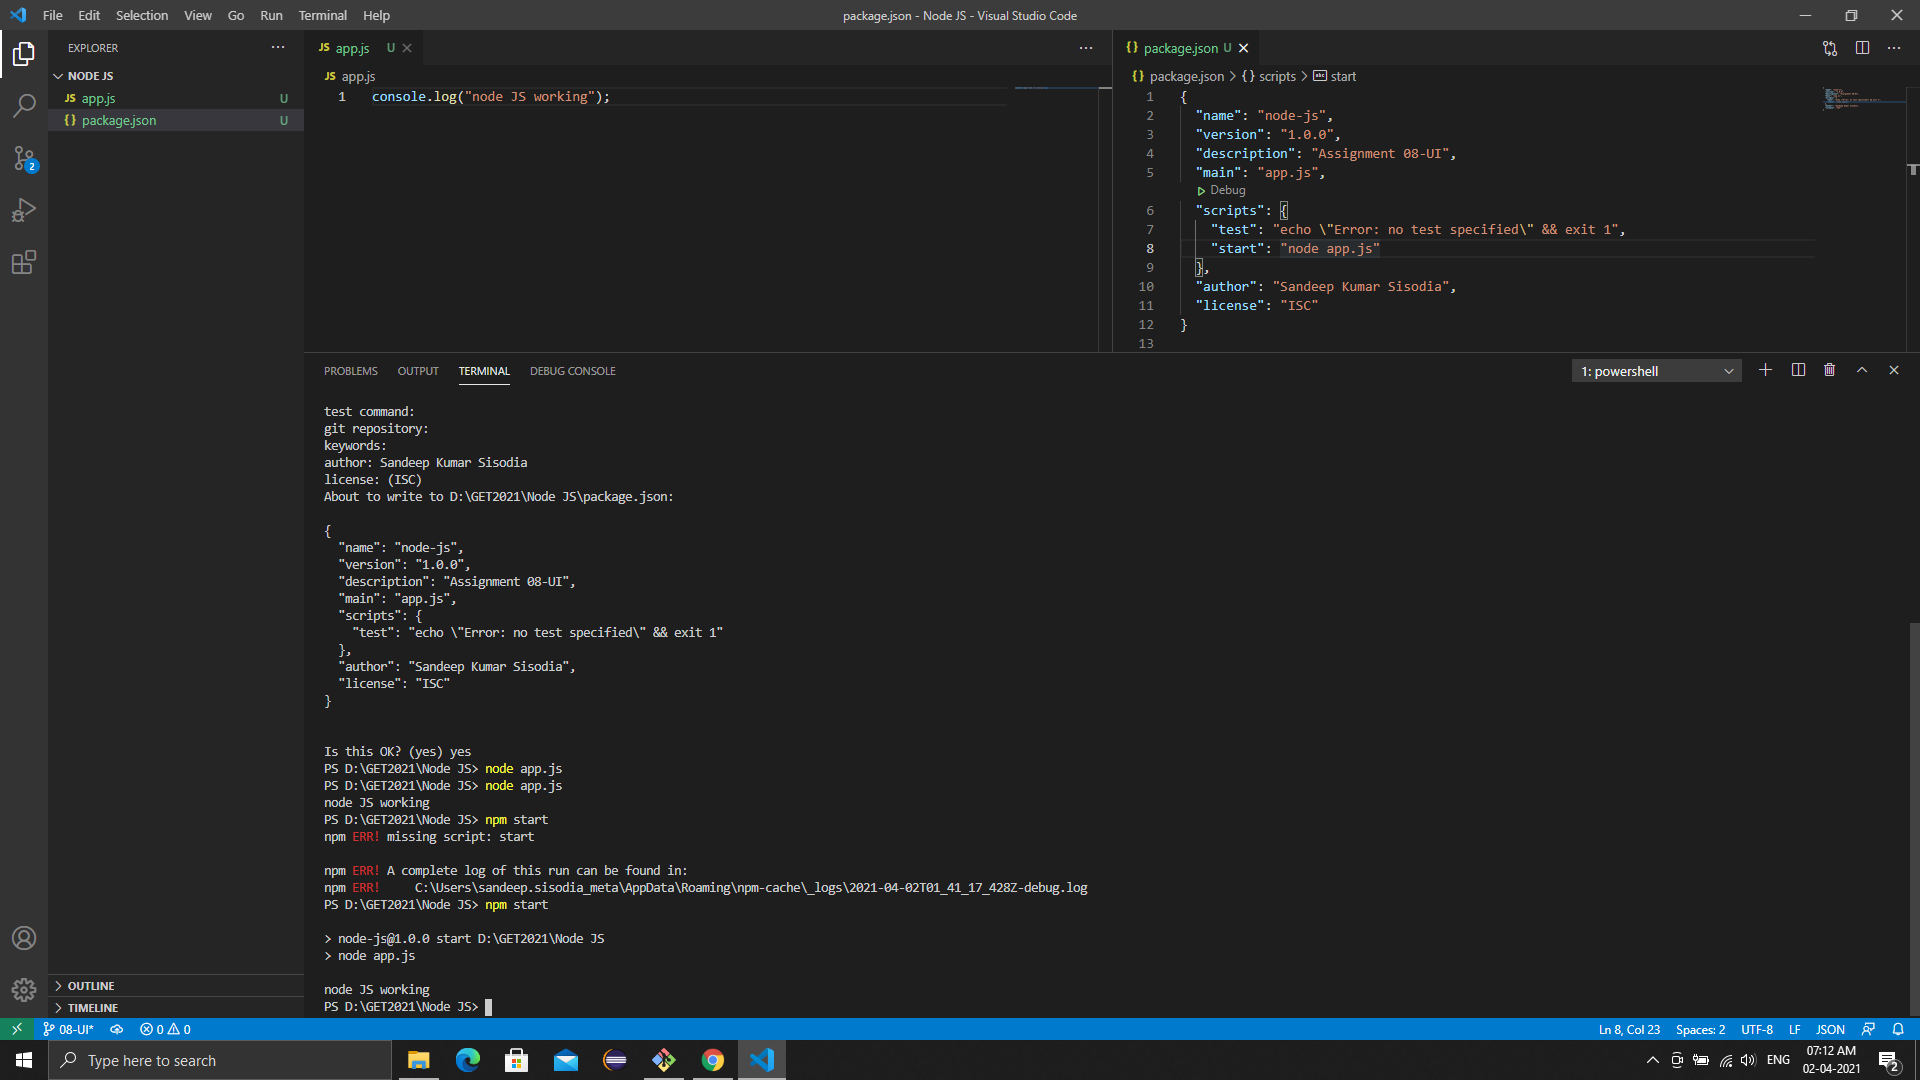 File Edit Selection View Go Run Terminal Help
package.json - Node JS - Visual Studio Code
EXPLORER
NODE JS
JS app.js U
{} package.json U
OUTLINE
TIMELINE
JS app.js U
JS app.js
1 console.log("node JS working");
{} package.json U
{} package.json > {} scripts > abc start
1 {
2 "name": "node-js",
3 "version": "1.0.0",
4 "description": "Assignment 08-UI",
5 "main": "app.js",
Debug
6 "scripts": {
7 "test": "echo \"Error: no test specified\" && exit 1",
8 "start": "node app.js"
9 },
10 "author": "Sandeep Kumar Sisodia",
11 "license": "ISC"
12 }
13
PROBLEMS OUTPUT TERMINAL DEBUG CONSOLE
1: powershell
test command:
git repository:
keywords:
author: Sandeep Kumar Sisodia
license: (ISC)
About to write to D:\GET2021\Node JS\package.json:
{
"name": "node-js",
"version": "1.0.0",
"description": "Assignment 08-UI",
"main": "app.js",
"scripts": {
"test": "echo \"Error: no test specified\" && exit 1"
},
"author": "Sandeep Kumar Sisodia",
"license": "ISC"
}
Is this OK? (yes) yes
PS D:\GET2021\Node JS> node app.js
PS D:\GET2021\Node JS> node app.js
node JS working
PS D:\GET2021\Node JS> npm start
npm ERR! missing script: start
npm ERR! A complete log of this run can be found in:
npm ERR! C:\Users\sandeep.sisodia_meta\AppData\Roaming\npm-cache\_logs\2021-04-02T01_41_17_428Z-debug.log
PS D:\GET2021\Node JS> npm start
> node-js@1.0.0 start D:\GET2021\Node JS
> node app.js
node JS working
PS D:\GET2021\Node JS>
2
08-UI* 0 0
Ln 8, Col 23 Spaces: 2 UTF-8 LF JSON
Type here to search
ENG
07:12 AM
02-04-2021
2